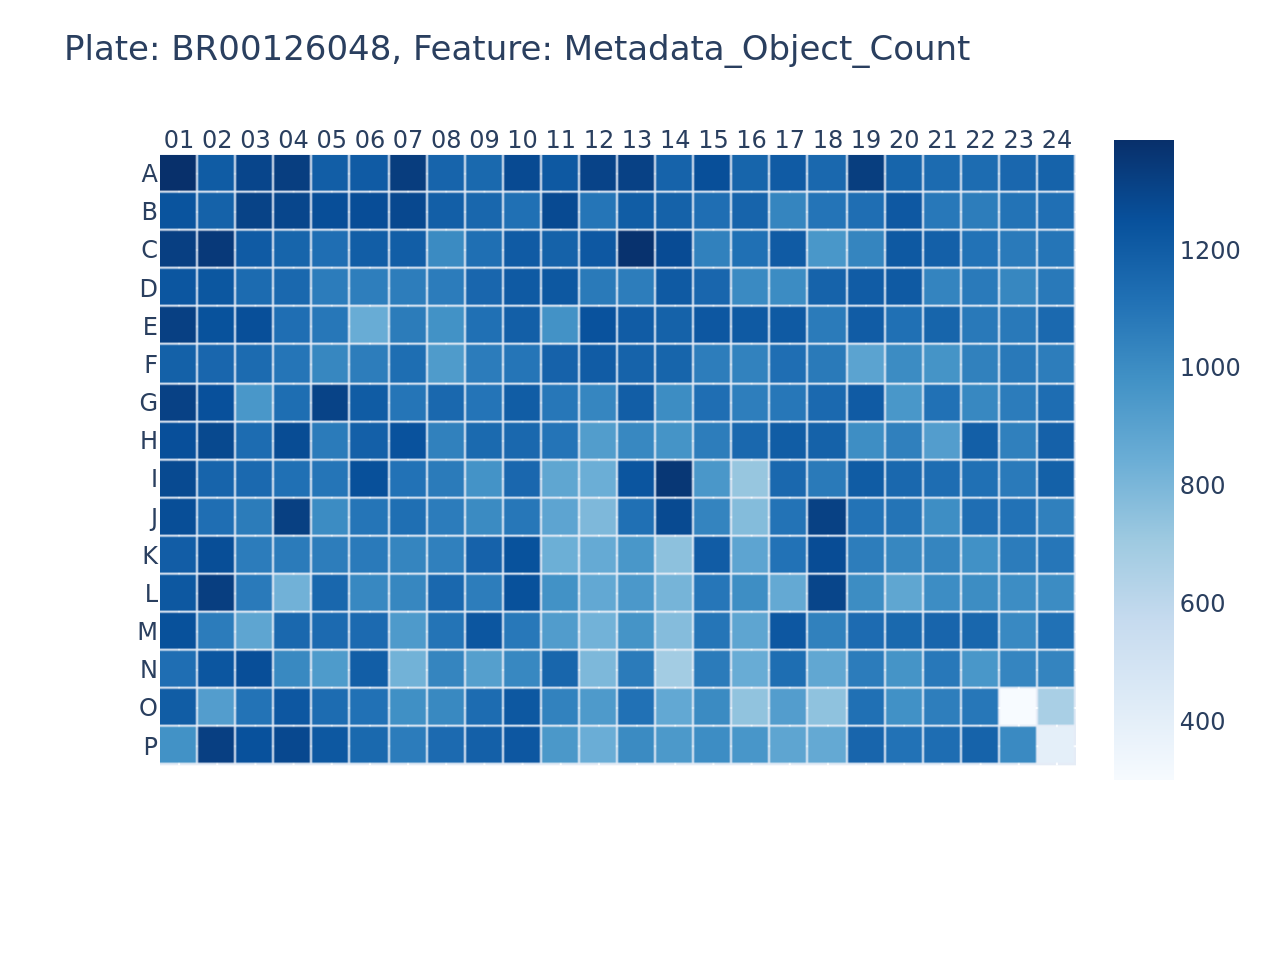 Plate: BR00126048, Feature: Metadata_Object_Count
01 02 03 04 05 06 07 08 09 10 11 12 13 14 15 16 17 18 19 20 21 22 23 24
A
B
C
D
E
F
G
H
I
J
K
L
M
N
O
P
1200
1000
800
600
400